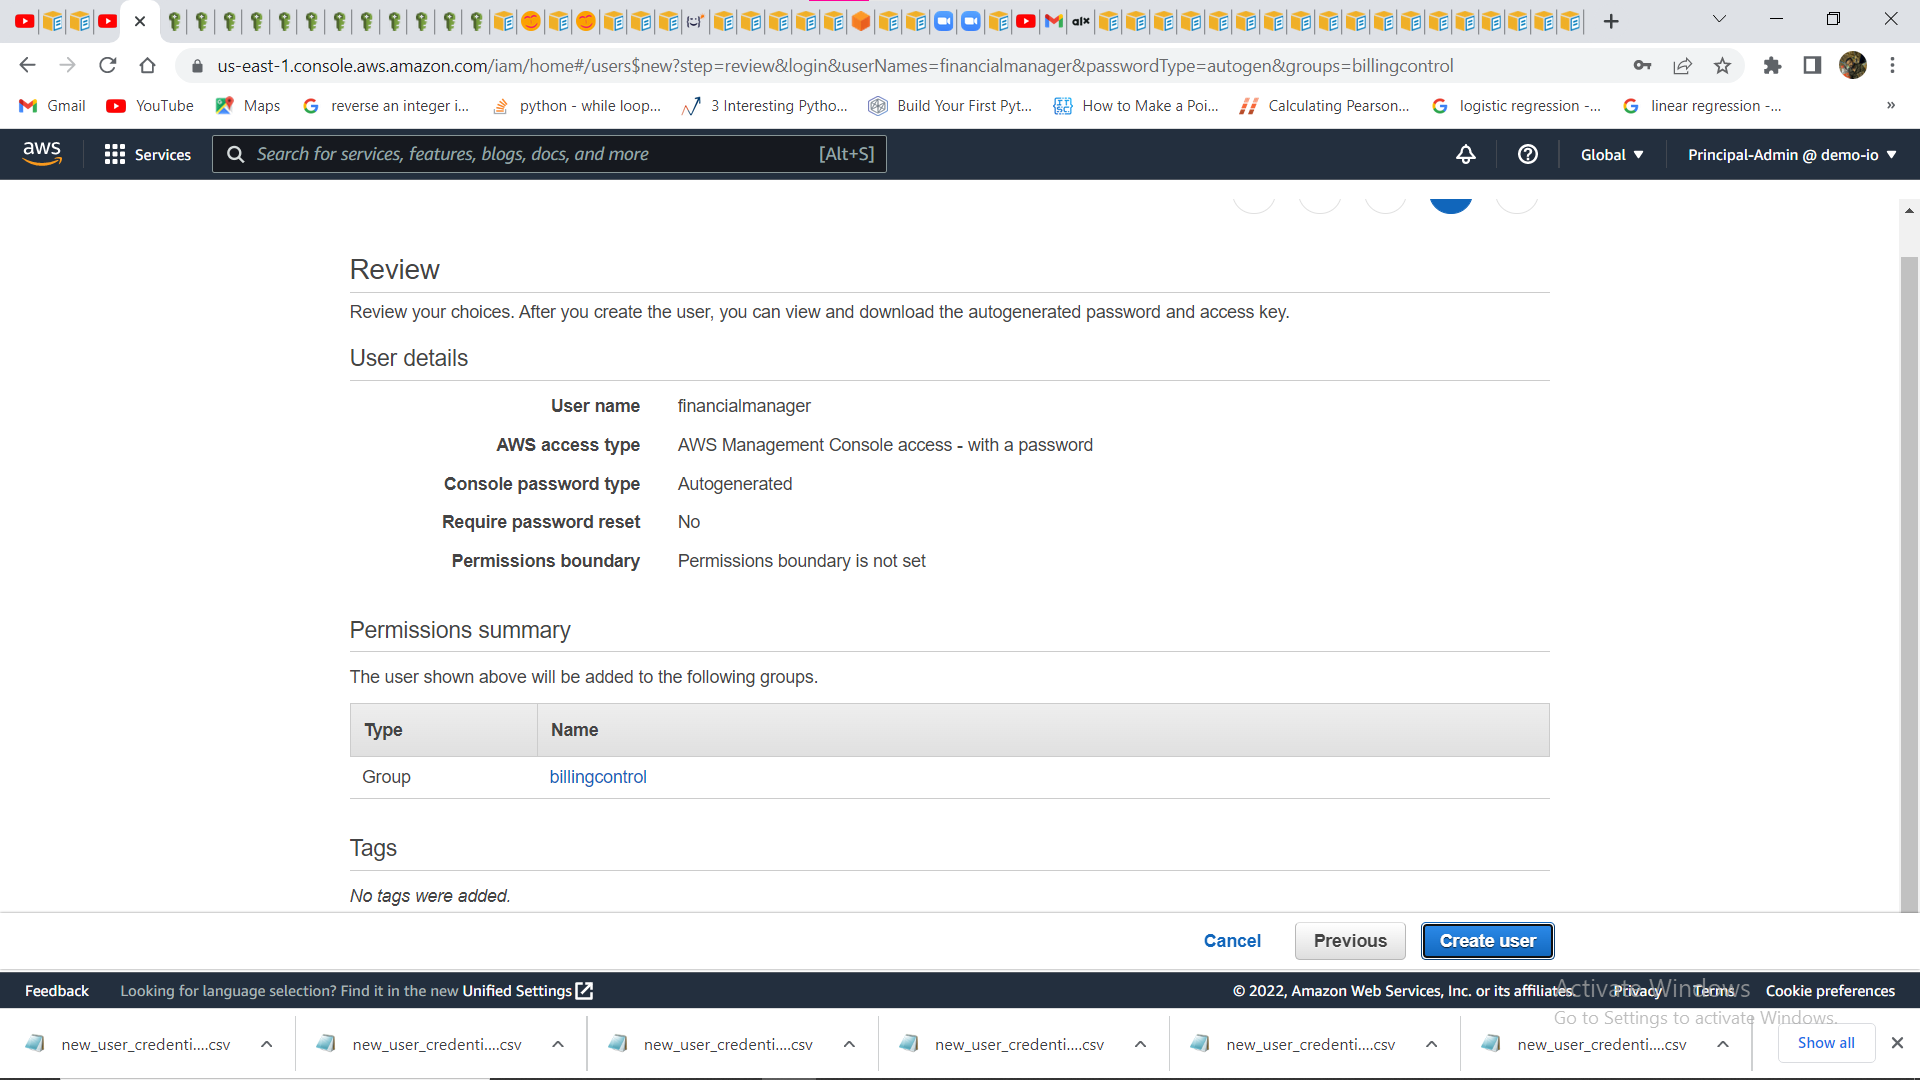 us-east-1.console.aws.amazon.com/iam/home#/users$new?step=review&login&userNames=financialmanager&passwordType=autogen&groups=billingcontrol
Gmail YouTube Maps reverse an integer i... python - while loop... 3 Interesting Pytho... Build Your First Pyt... How to Make a Poi... Calculating Pearson... logistic regression -... linear regression -... »
aws Services Search for services, features, blogs, docs, and more [Alt+S] Global Principal-Admin @ demo-io
Review
Review your choices. After you create the user, you can view and download the autogenerated password and access key.
User details
User name financialmanager
AWS access type AWS Management Console access - with a password
Console password type Autogenerated
Require password reset No
Permissions boundary Permissions boundary is not set
Permissions summary
The user shown above will be added to the following groups.
Type Name
Group billingcontrol
Tags
No tags were added.
Cancel Previous Create user
Feedback Looking for language selection? Find it in the new Unified Settings © 2022, Amazon Web Services, Inc. or its affiliates. Privacy Terms Cookie preferences
Activate Windows
Go to Settings to activate Windows.
new_user_credenti....csv new_user_credenti....csv new_user_credenti....csv new_user_credenti....csv new_user_credenti....csv new_user_credenti....csv Show all